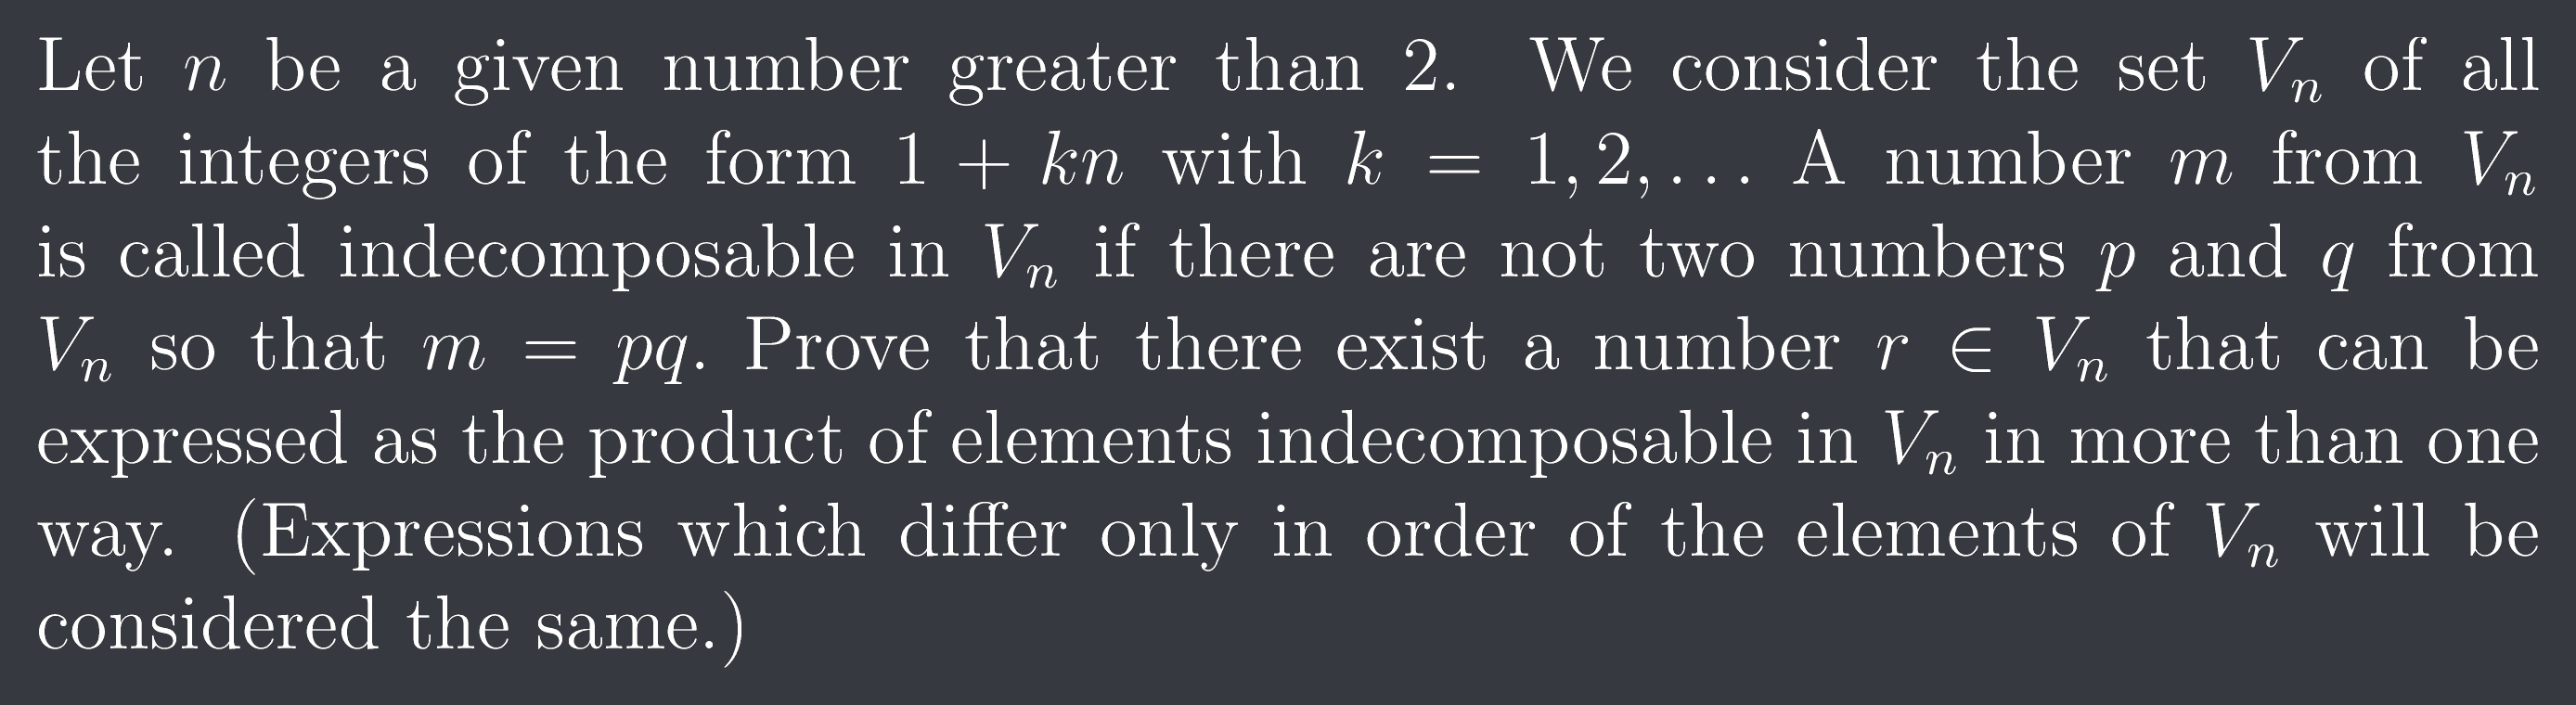 Let n be a given number greater than 2. We consider the set V_n of all
the integers of the form 1 + kn with k = 1, 2, . . . A number m from V_n
is called indecomposable in V_n if there are not two numbers p and q from
V_n so that m = pq. Prove that there exist a number r ∈ V_n that can be
expressed as the product of elements indecomposable in V_n in more than one
way. (Expressions which differ only in order of the elements of V_n will be
considered the same.)